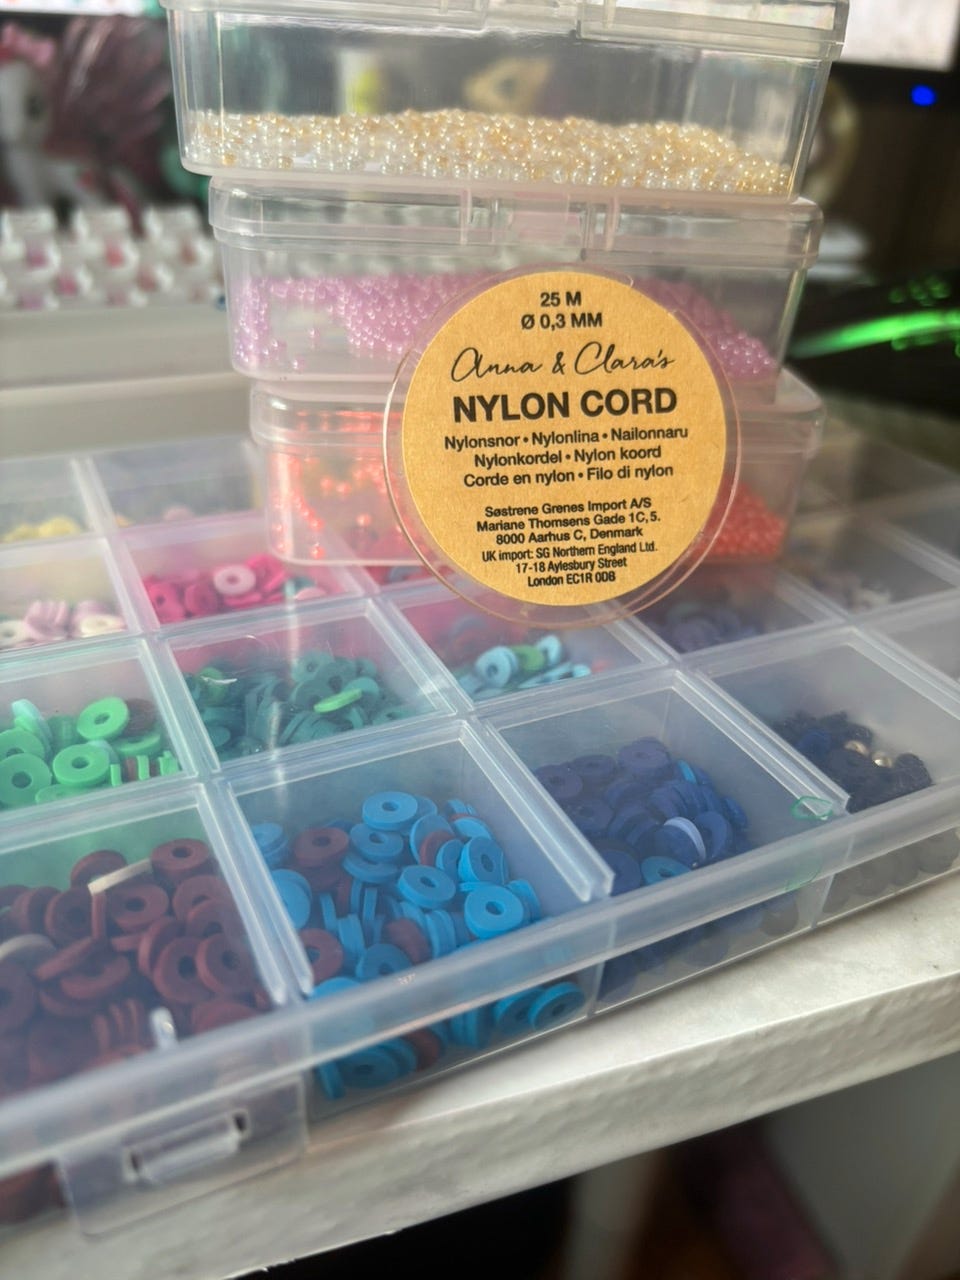 25 M
Ø 0,3 MM
Anna & Clara's
NYLON CORD
Nylonsnor • Nylonlina • Nailonnaru
Nylonkordel • Nylon koord
Corde en nylon • Filo di nylon
Søstrene Grenes Import A/S
Mariane Thomsens Gade 1C, 5.
8000 Aarhus C, Denmark
UK import: SG Northern England Ltd.
17-18 Aylesbury Street
London EC1R 0DB